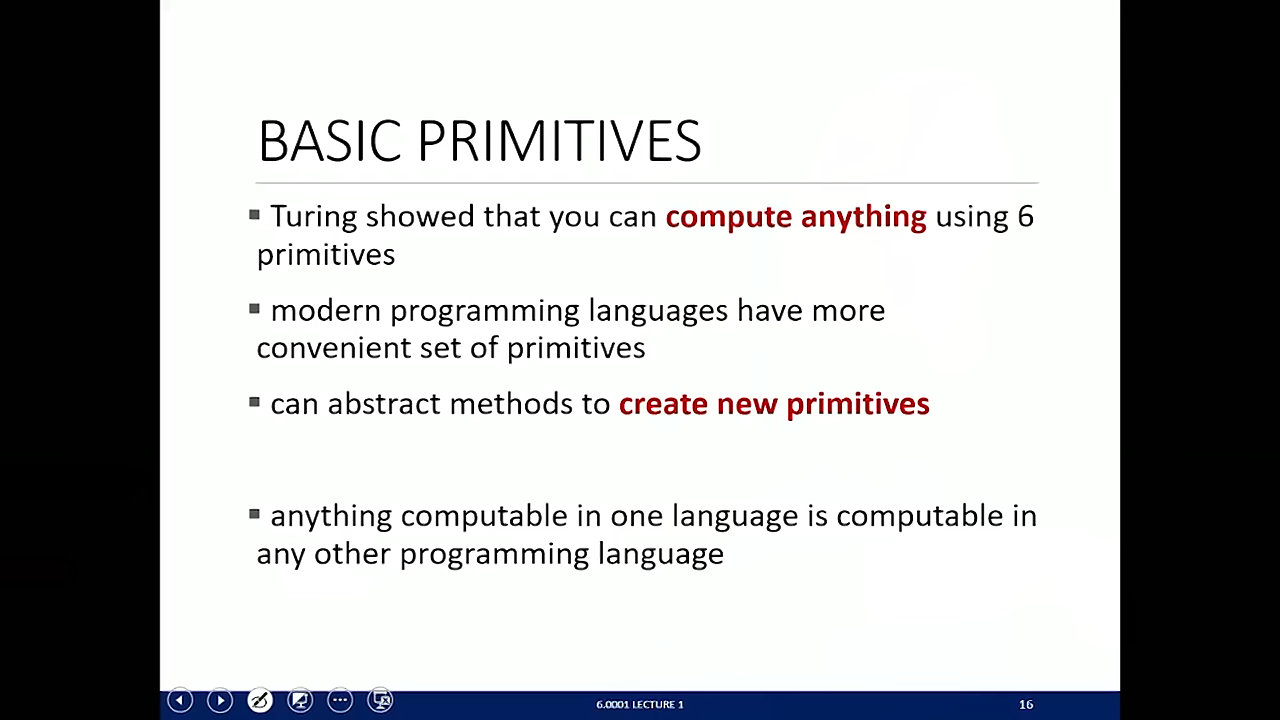 BASIC PRIMITIVES
▪ Turing showed that you can compute anything using 6
primitives
▪ modern programming languages have more
convenient set of primitives
▪ can abstract methods to create new primitives
▪ anything computable in one language is computable in
any other programming language
6.0001 LECTURE 1
16